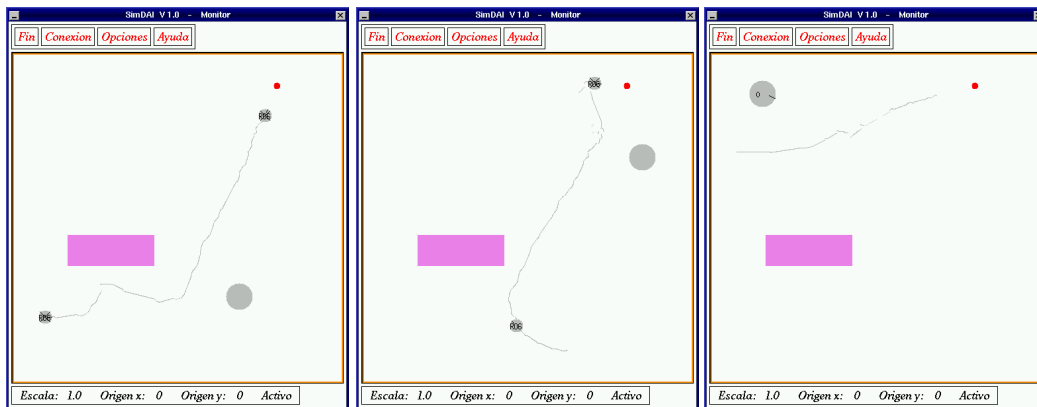 SimDAI V 1.0 - Monitor
Fin Conexion Opciones Ayuda
Escala: 1.0 Origen x: 0 Origen y: 0 Activo
SimDAI V 1.0 - Monitor
Fin Conexion Opciones Ayuda
Escala: 1.0 Origen x: 0 Origen y: 0 Activo
SimDAI V 1.0 - Monitor
Fin Conexion Opciones Ayuda
O
Escala: 1.0 Origen x: 0 Origen y: 0 Activo